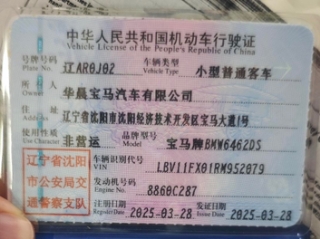 中华人民共和国机动车行驶证
Vehicle License of the People's Republic of China
号牌号码 辽AR0J02 车辆类型 小型普通客车
Plate No. Vehicle Type
所有人 华晨宝马汽车有限公司
Owner
住址 辽宁省沈阳市沈阳经济技术开发区宝马大道1号
Address
使用性质 非营运 品牌型号 宝马牌BMW6462DS
Use Character Model
辽宁省沈阳 车辆识别代号 LBV11FX01RM952079
VIN
市公安局交 发动机号码 8860C287
Engine No.
通警察支队 注册日期 2025-03-28 发证日期 2025-03-28
Register Date Issue Date